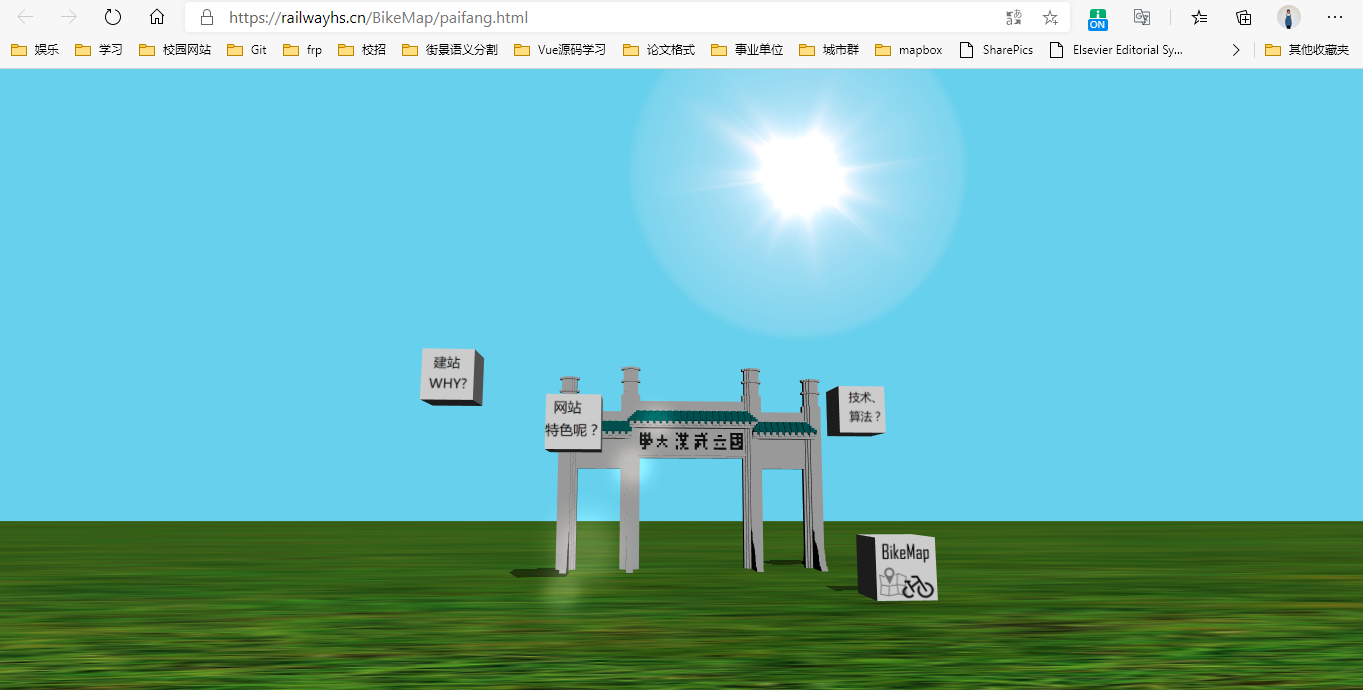 https://railwayhs.cn/BikeMap/paifang.html
ON
娱乐
学习
校园网站
Git
frp
校招
街景语义分割
Vue源码学习
论文格式
事业单位
城市群
mapbox
SharePics
Elsevier Editorial Sy...
其他收藏夹
建站
WHY?
网站
特色呢？
技术、
算法？
學大漢武立國
BikeMap